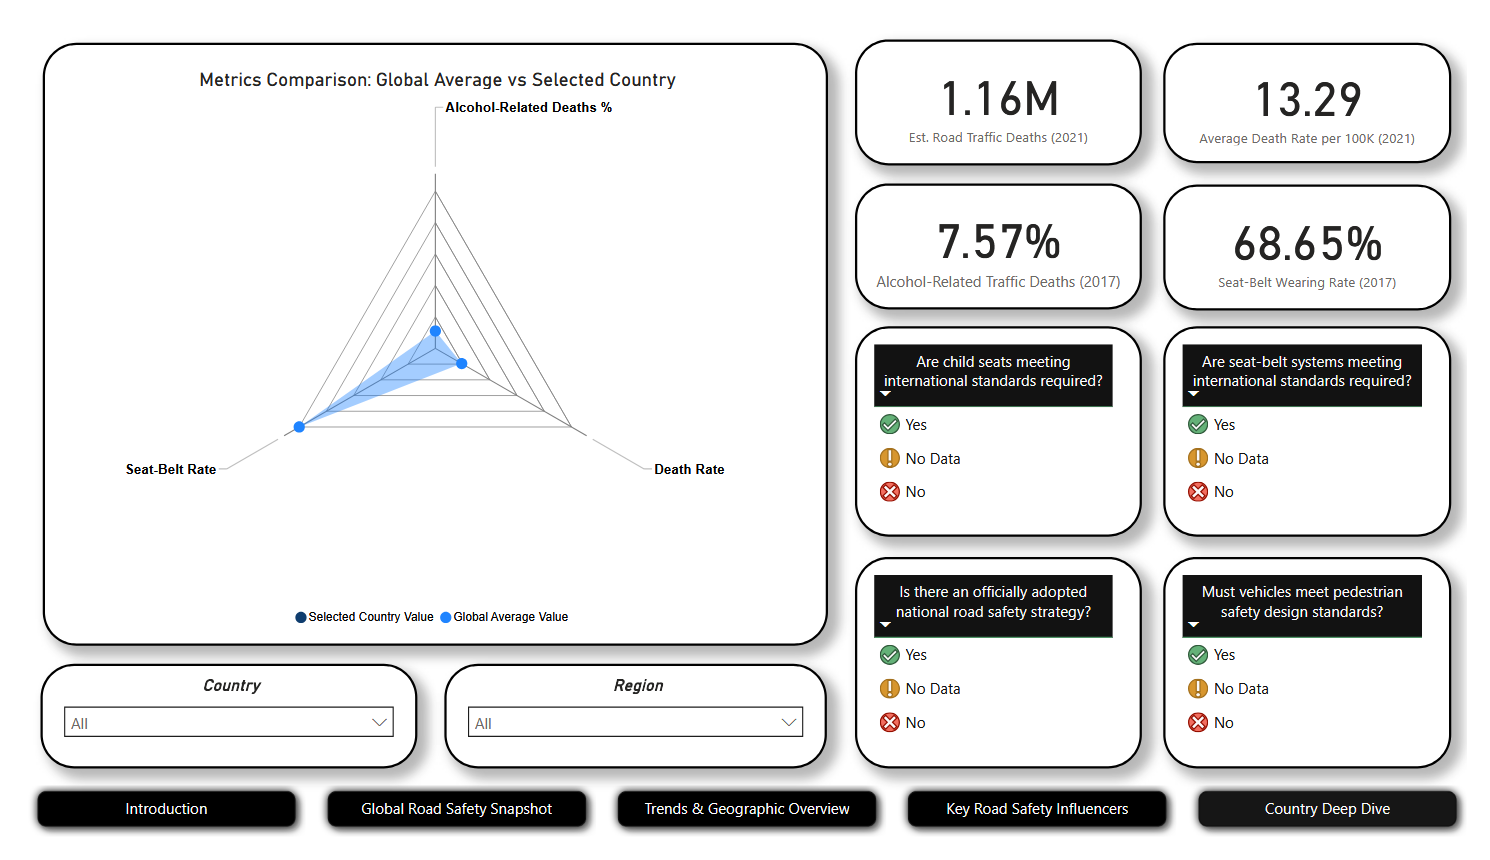 Metrics Comparison: Global Average vs Selected Country
Alcohol-Related Deaths %
Seat-Belt Rate
Death Rate
Selected Country Value
Global Average Value
1.16M
Est. Road Traffic Deaths (2021)
13.29
Average Death Rate per 100K (2021)
7.57%
Alcohol-Related Traffic Deaths (2017)
68.65%
Seat-Belt Wearing Rate (2017)
Are child seats meeting
international standards required?
Yes
No Data
No
Are seat-belt systems meeting
international standards required?
Yes
No Data
No
Is there an officially adopted
national road safety strategy?
Yes
No Data
No
Must vehicles meet pedestrian
safety design standards?
Yes
No Data
No
Country
All
Region
All
Introduction
Global Road Safety Snapshot
Trends & Geographic Overview
Key Road Safety Influencers
Country Deep Dive